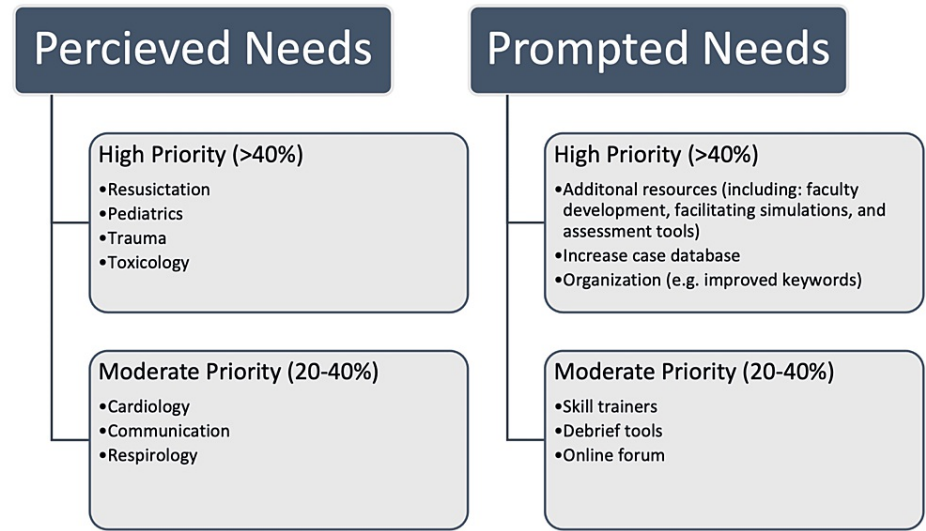 Percieved Needs
High Priority (>40%)
•Resusictation
•Pediatrics
•Trauma
•Toxicology
Moderate Priority (20-40%)
•Cardiology
•Communication
•Respirology
Prompted Needs
High Priority (>40%)
•Additonal resources (including: faculty
development, facilitating simulations, and
assessment tools)
•Increase case database
•Organization (e.g. improved keywords)
Moderate Priority (20-40%)
•Skill trainers
•Debrief tools
•Online forum